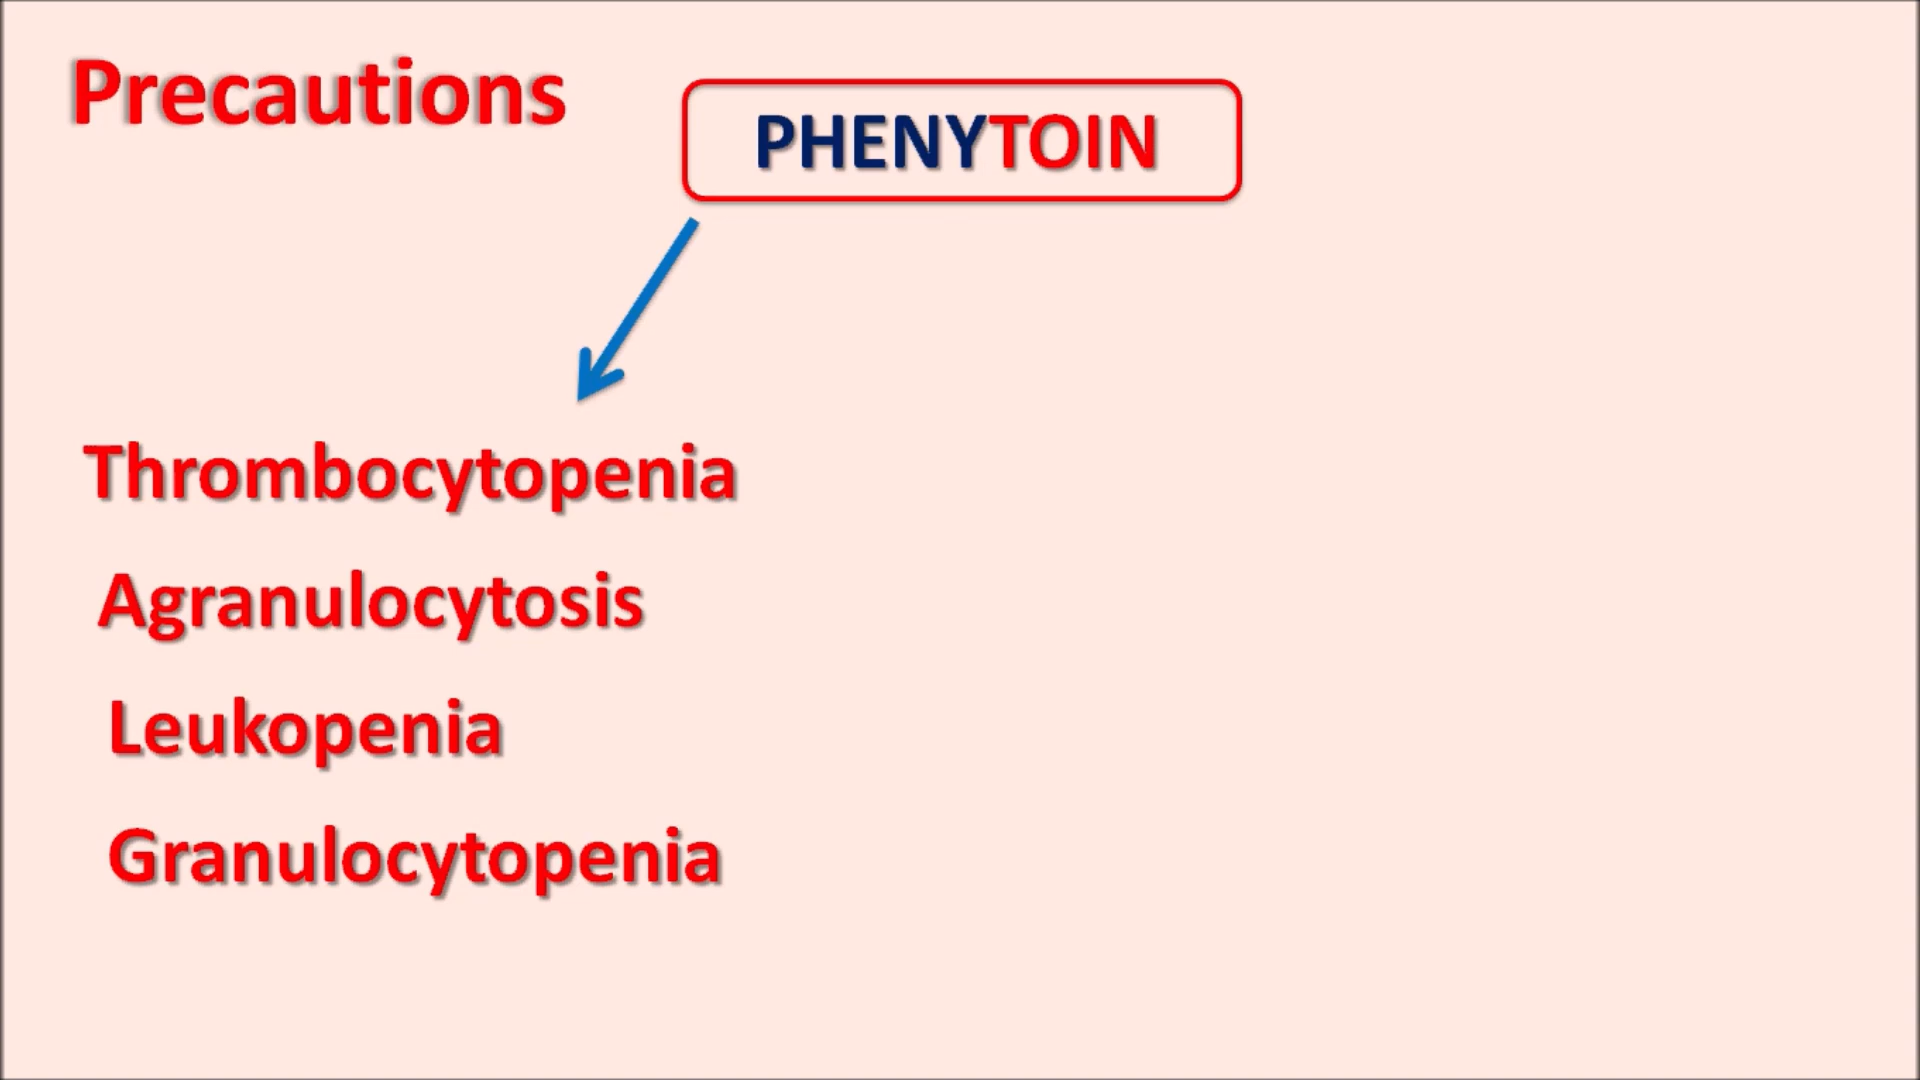 Precautions
PHENYTOIN
Thrombocytopenia
Agranulocytosis
Leukopenia
Granulocytopenia